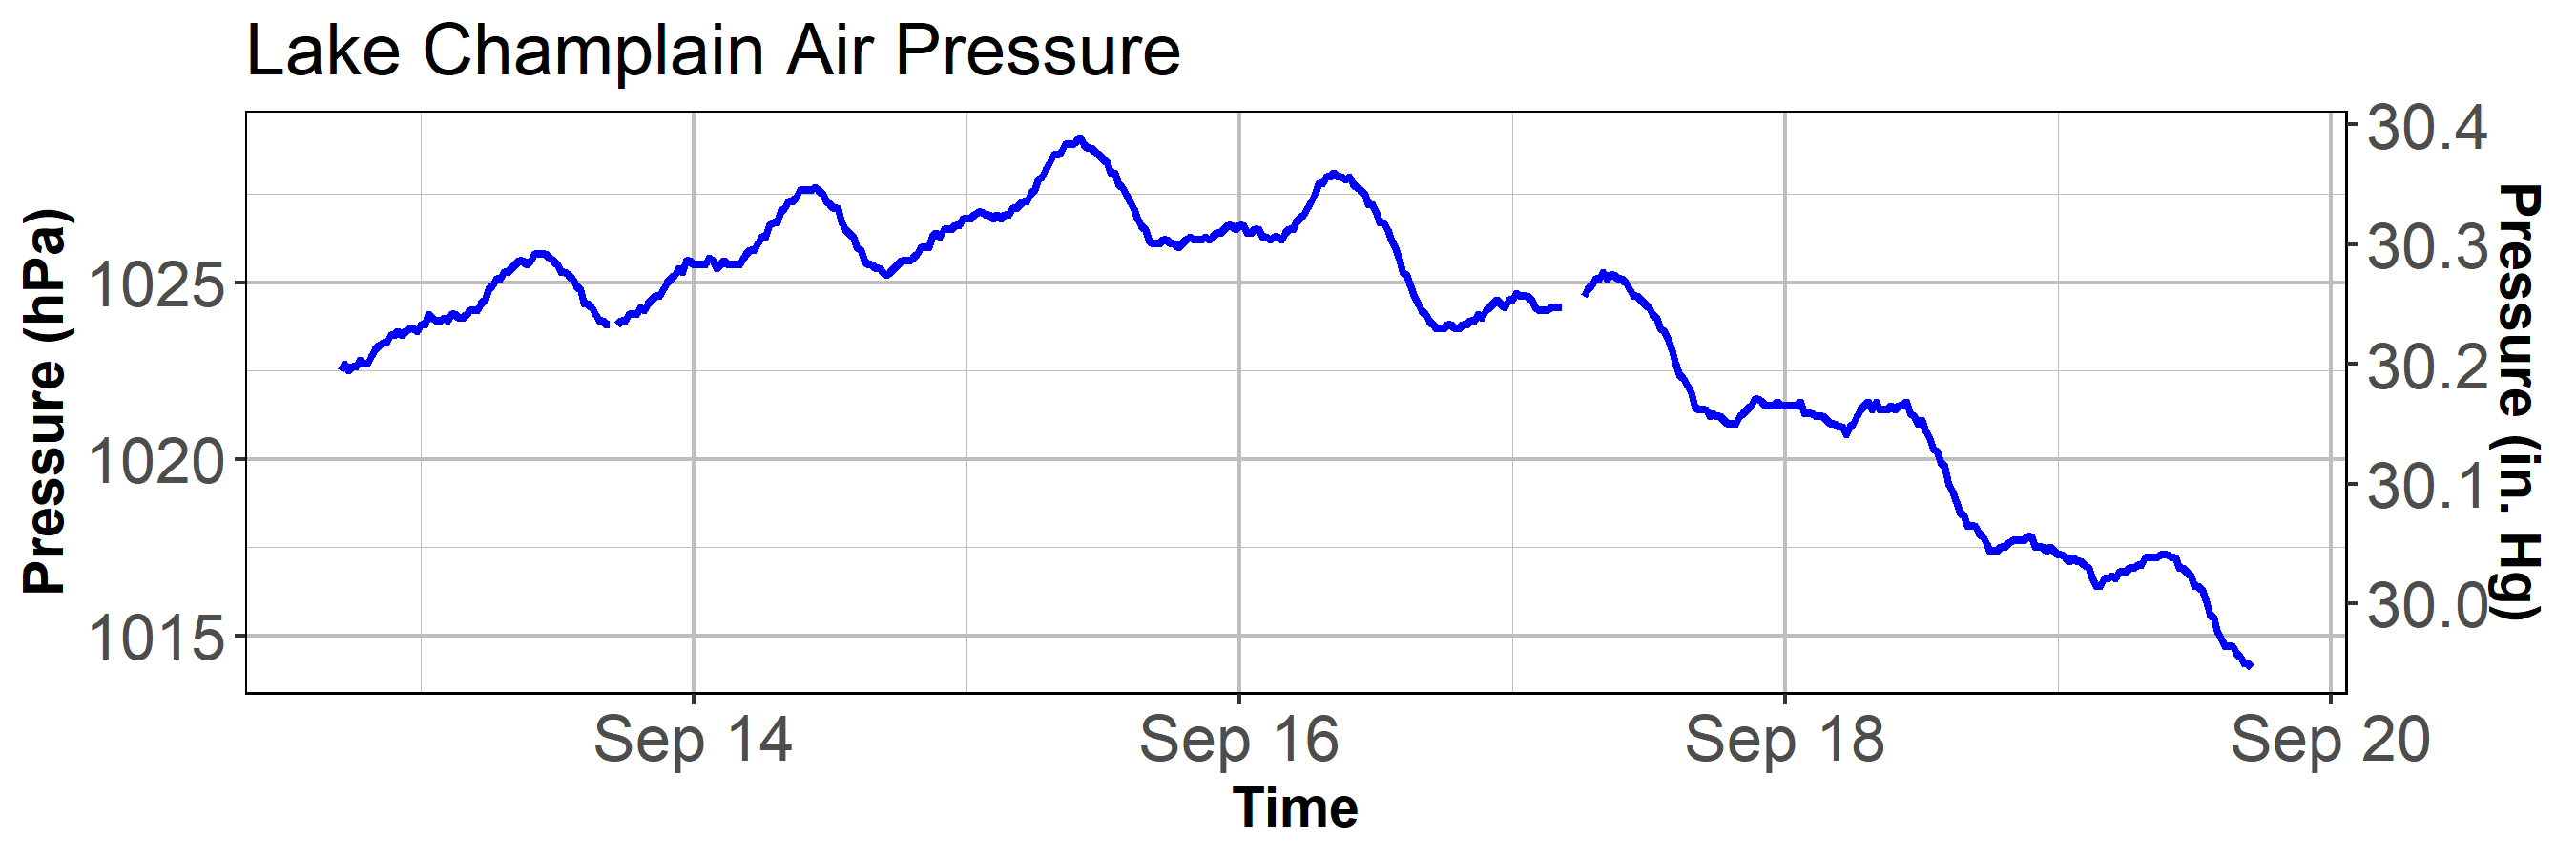 Lake Champlain Air Pressure
Pressure (hPa)
1025
1020
1015
30.4
30.3
30.2
30.1
30.0
Pressure (in. Hg)
Sep 14
Sep 16
Sep 18
Sep 20
Time